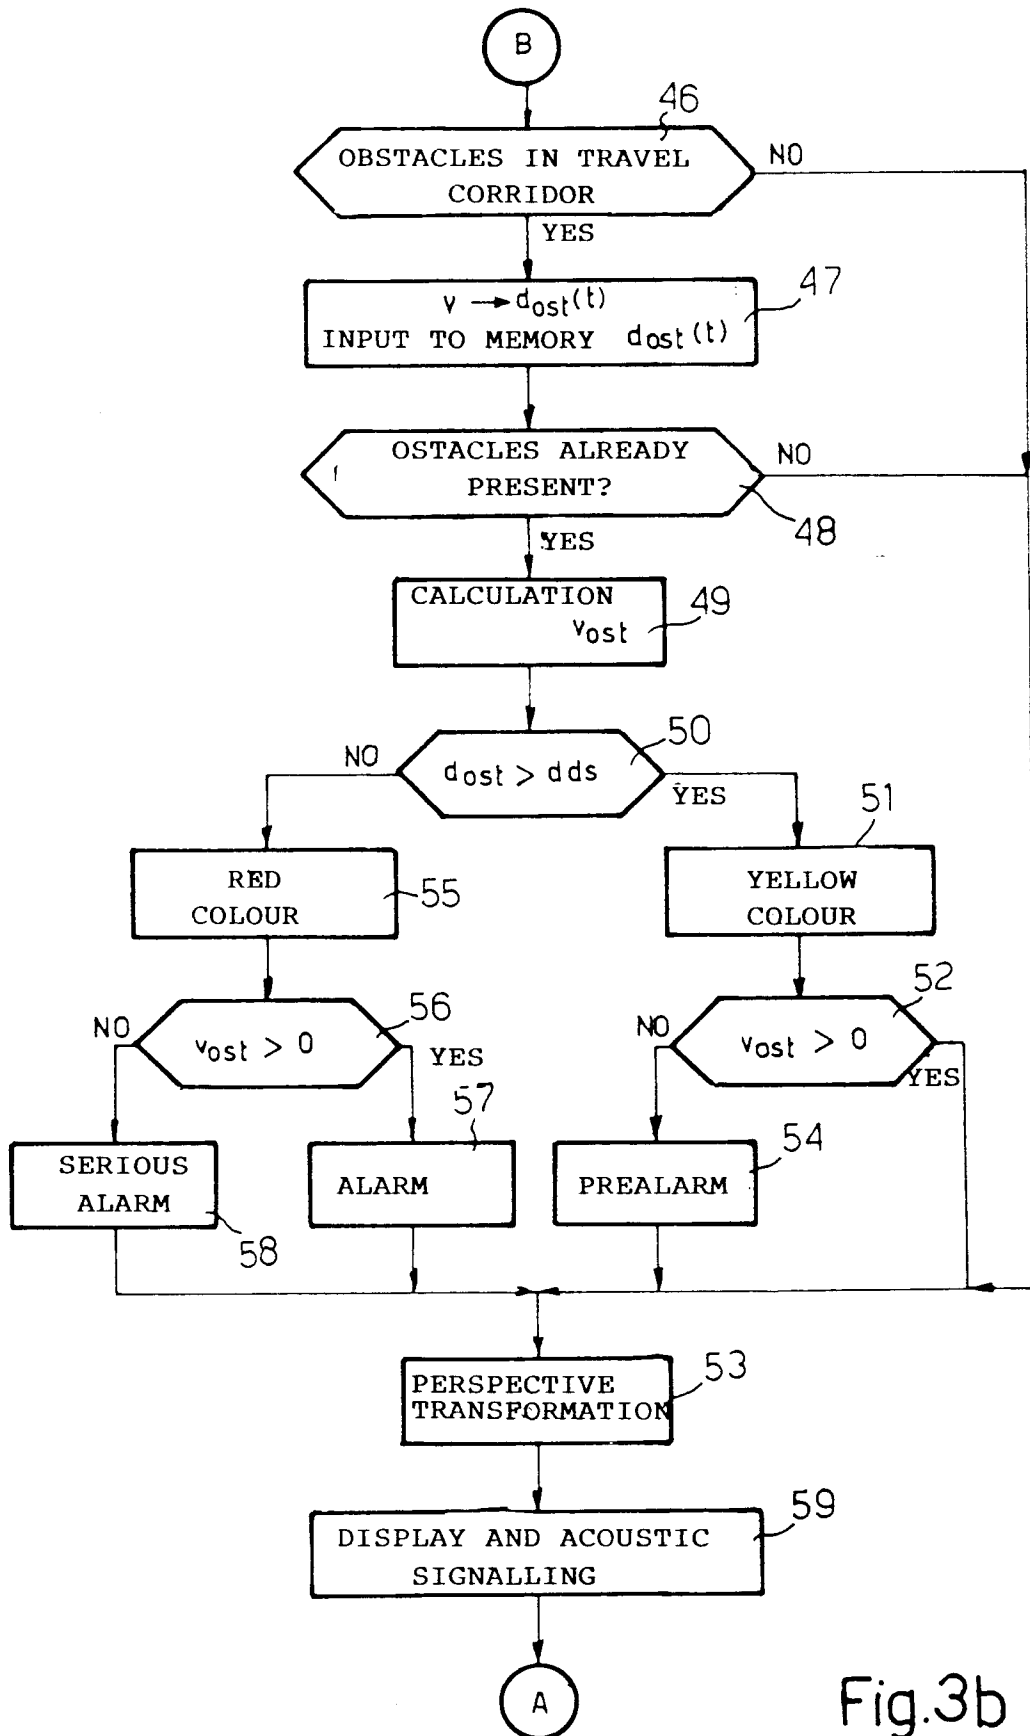 B
46
OBSTACLES IN TRAVEL
CORRIDOR
NO
YES
47
v → dost(t)
INPUT TO MEMORY dost(t)
OSTACLES ALREADY
PRESENT?
NO
48
YES
CALCULATION
vost
49
50
NO
dost > dds
YES
51
RED
COLOUR
55
YELLOW
COLOUR
56
52
NO
vost > 0
YES
NO
vost > 0
YES
57
54
SERIOUS
ALARM
58
ALARM
PREALARM
53
PERSPECTIVE
TRANSFORMATION
59
DISPLAY AND ACOUSTIC
SIGNALLING
A
Fig.3b